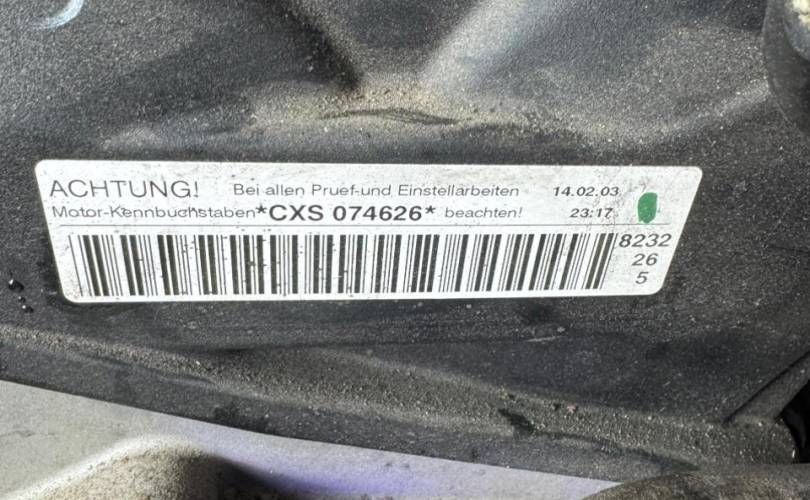 ACHTUNG! Bei allen Pruef-und Einstellarbeiten 14.02.03
Motor-Kennbuchstaben*CXS 074626* beachten! 23:17
8232
26
5